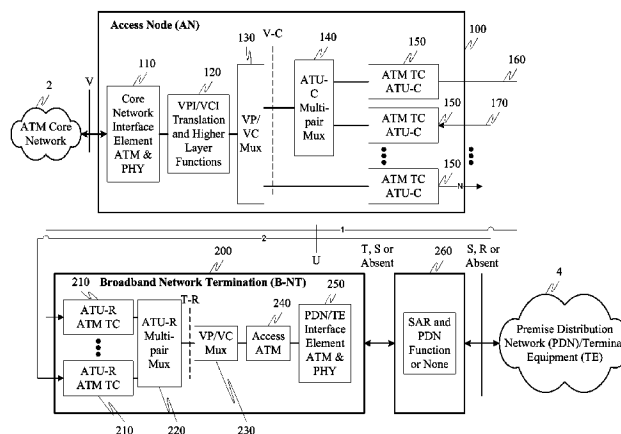 Access Node (AN)
V-C
130
140
150
100
160
V
2
110
120
ATM Core
Network
Core
Network
Interface
Element
ATM &
PHY
VPI/VCI
Translation
and Higher
Layer
Functions
VP/
VC Mux
ATU-
C
Multi-
pair
Mux
ATM TC
ATU-C
150
170
ATM TC
ATU-C
150
ATM TC
ATU-C
N
1
2
U
200
T, S or
Absent
260
S, R or
Absent
4
Broadband Network Termination (B-NT)
210
T-R
240
250
ATU-R
ATM TC
ATU-R
ATM TC
ATU-R
Multi-
pair
Mux
VP/VC
Mux
Access
ATM
PDN/TE
Interface
Element
ATM &
PHY
SAR and
PDN
Function
or None
Premise Distribution
Network (PDN)/Terminal
Equipment (TE)
210
220
230